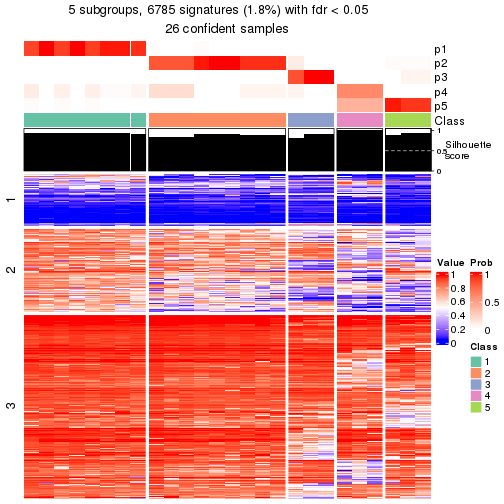 5 subgroups, 6785 signatures (1.8%) with fdr < 0.05
26 confident samples
p1
p2
p3
p4
p5
Class
1
0.5
0
Silhouette
score
1
2
3
Value
1
0.8
0.6
0.4
0.2
0
Prob
1
0.5
0
Class
1
2
3
4
5